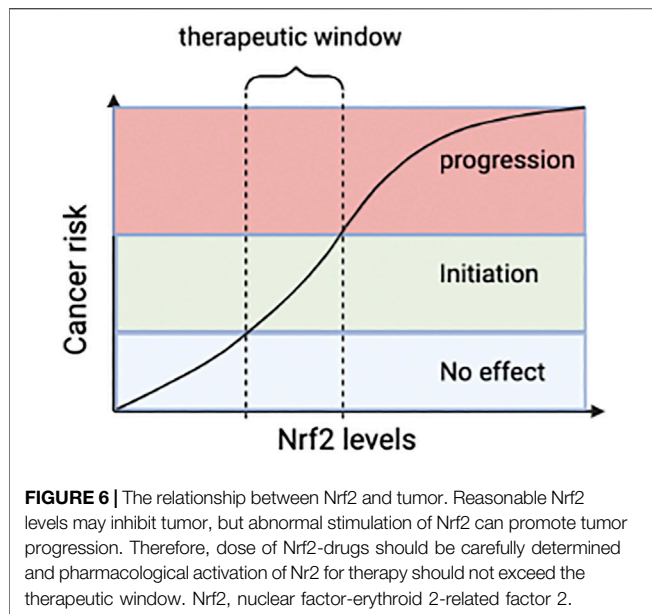 therapeutic window
progression
Initiation
No effect
Cancer risk
Nrf2 levels
FIGURE 6 | The relationship between Nrf2 and tumor. Reasonable Nrf2
levels may inhibit tumor, but abnormal stimulation of Nrf2 can promote tumor
progression. Therefore, dose of Nrf2-drugs should be carefully determined
and pharmacological activation of Nr2 for therapy should not exceed the
therapeutic window. Nrf2, nuclear factor-erythroid 2-related factor 2.